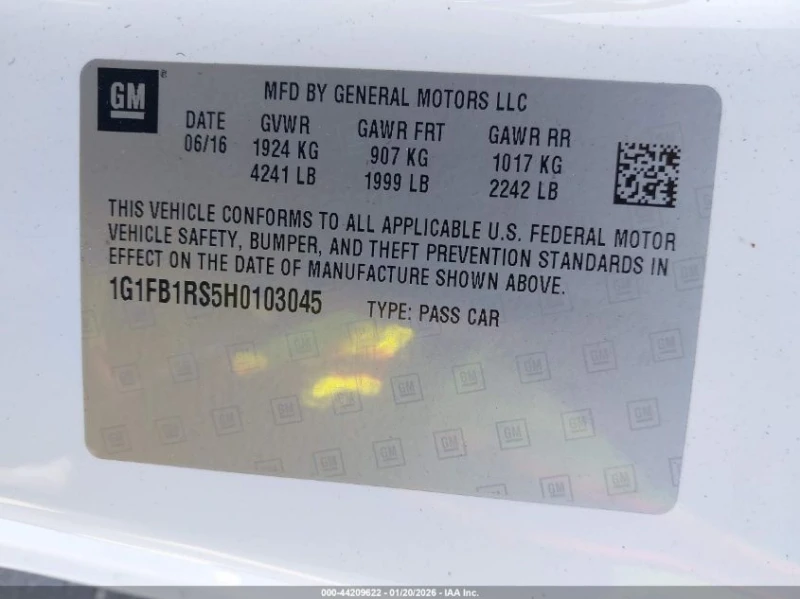 GM
MFD BY GENERAL MOTORS LLC
DATE GVWR GAWR FRT GAWR RR
06/16 1924 KG 907 KG 1017 KG
4241 LB 1999 LB 2242 LB
THIS VEHICLE CONFORMS TO ALL APPLICABLE U.S. FEDERAL MOTOR
VEHICLE SAFETY, BUMPER, AND THEFT PREVENTION STANDARDS IN
EFFECT ON THE DATE OF MANUFACTURE SHOWN ABOVE.
1G1FB1RS5H0103045 TYPE: PASS CAR
000-44209622 - 01/20/2026 - IAA Inc.